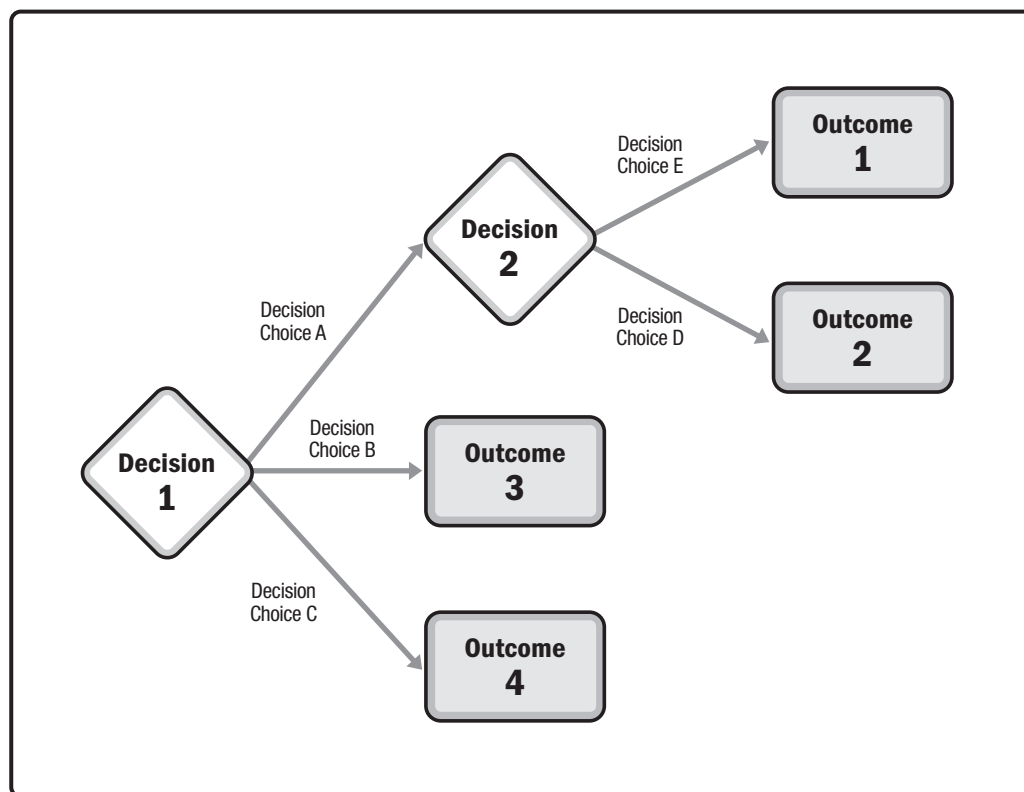 Outcome
1
Decision
Choice E
Decision
2
Outcome
2
Decision
Choice D
Decision
Choice A
Decision
Choice B
Outcome
3
Decision
1
Decision
Choice C
Outcome
4